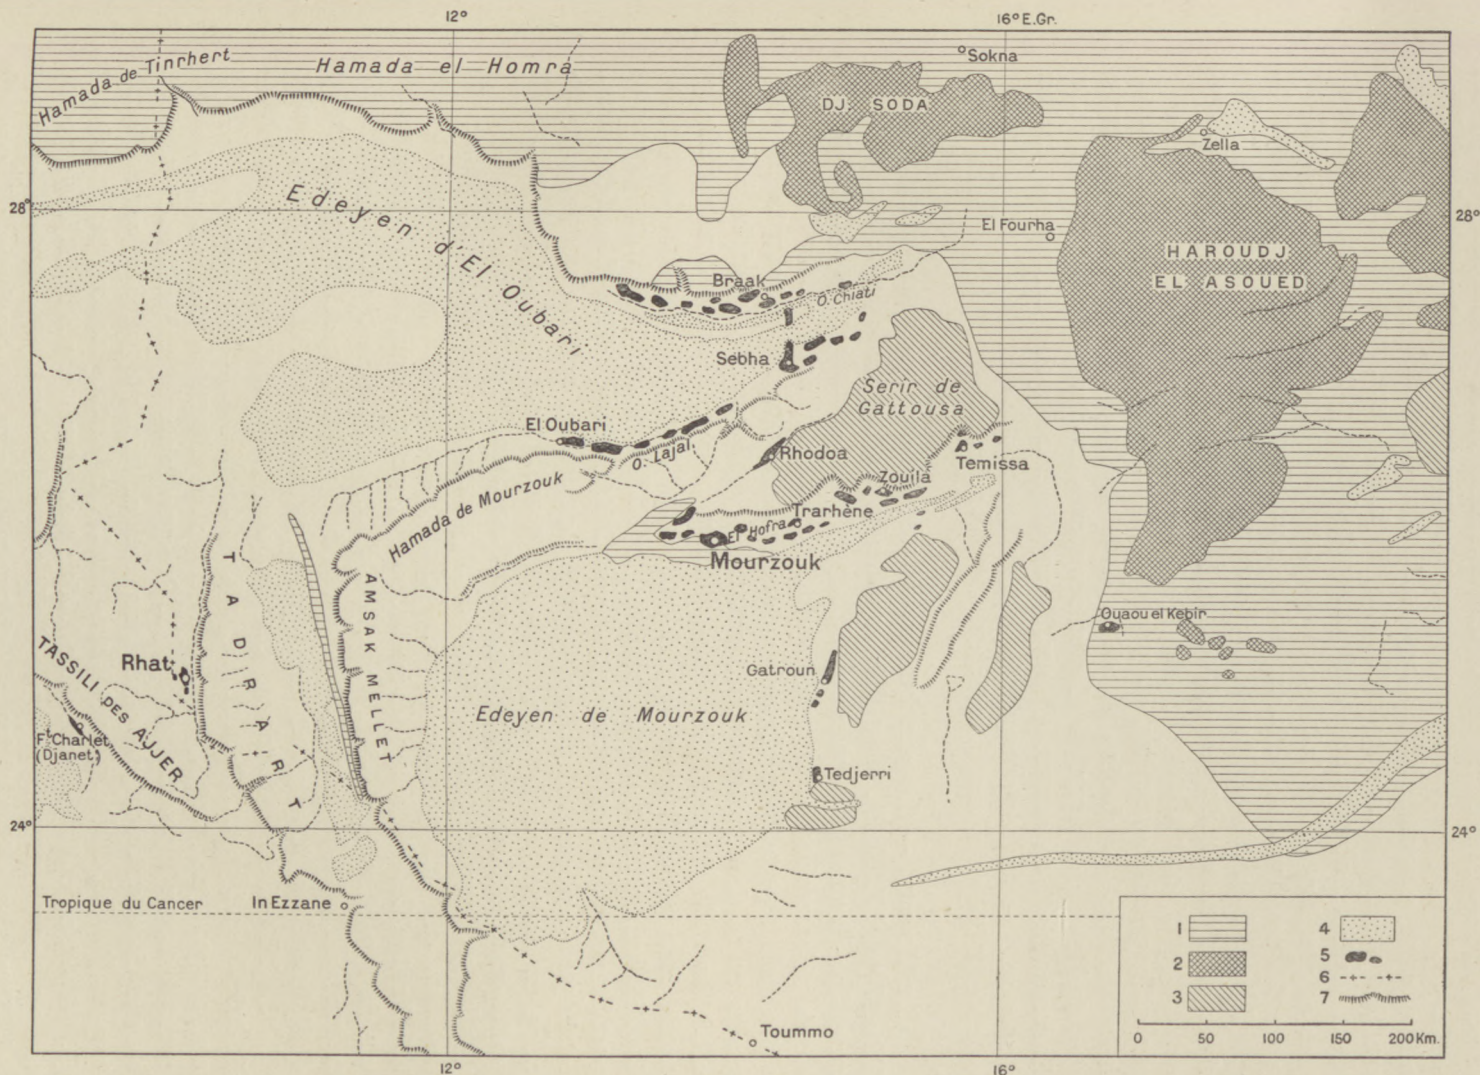 12°
16° E.Gr.
Hamada de Tinrhert
Hamada el Homra
Sokna
DJ SODA
Zella
28°
28°
Edeyen d'El Oubari
El Fourha
HAROUDJ
EL ASOUED
Braak
O. Chiati
Sebha
Serir de
Gattousa
El Oubari
O. Lajal
Rhodoa
Temissa
Zouila
Hamada de Mourzouk
Trarhène
El Hofra
Mourzouk
TADRART
AMSAK MELLET
Ouaou el Kebir
Rhat
TASSILI
DES AJJER
Gatroun
Edeyen de Mourzouk
Ft Charlet
(Djanet)
Tedjerri
24°
24°
Tropique du Cancer
In Ezzane
1
4
2
5
6
3
7
Toummo
0 50 100 150 200 Km.
12°
16°